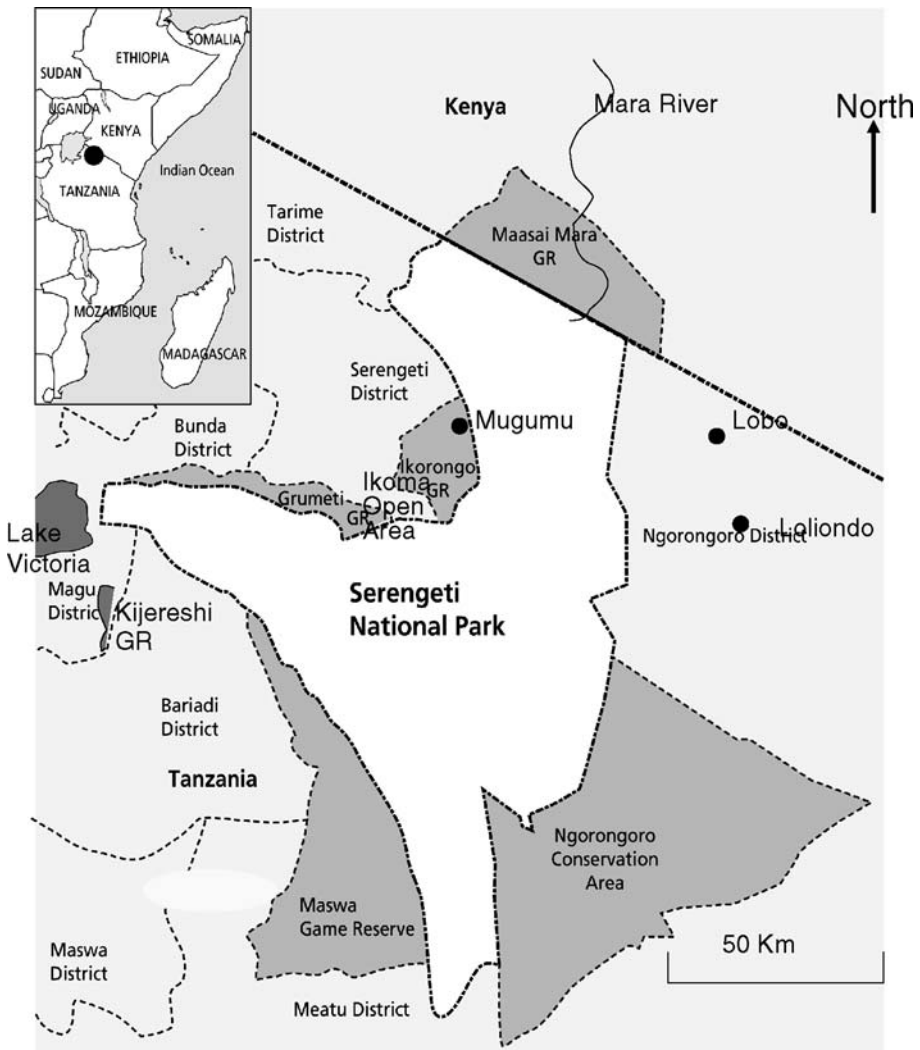 SOMALIA
ETHIOPIA
SUDAN
UGANDA
KENYA
Indian Ocean
TANZANIA
MOZAMBIQUE
MADAGASCAR
Kenya
Mara River
North
Tarime
District
Maasai Mara
GR
Serengeti
District
Bunda
District
Mugumu
Lobo
Ikorongo
GR
Ikoma
Open
Area
Grumeti
GR
Lake
Victoria
Ngorongoro District
Loliondo
Magu
Distric
Kijereshi
GR
Serengeti
National Park
Bariadi
District
Tanzania
Ngorongoro
Conservation
Area
Maswa
Game Reserve
50 Km
Maswa
District
Meatu District